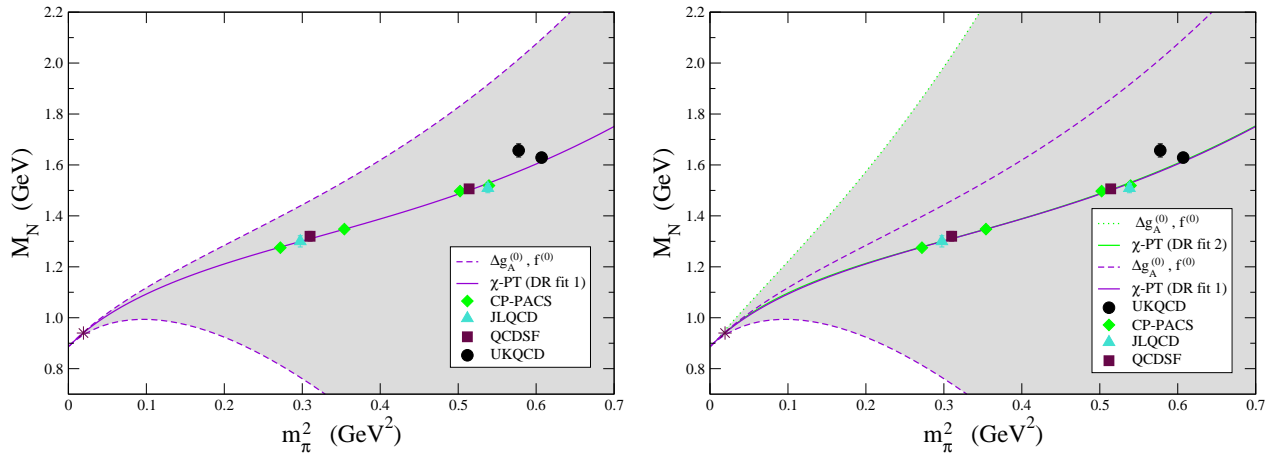 2.2
2.0
1.8
1.6
1.4
1.2
1.0
0.8
M_N (GeV)
0 0.1 0.2 0.3 0.4 0.5 0.6 0.7
m_π^2 (GeV^2)
Δg_A^(0) , f^(0)
χ-PT (DR fit 1)
CP-PACS
JLQCD
QCDSF
UKQCD
2.2
2.0
1.8
1.6
1.4
1.2
1.0
0.8
M_N (GeV)
0 0.1 0.2 0.3 0.4 0.5 0.6 0.7
m_π^2 (GeV^2)
Δg_A^(0) , f^(0)
χ-PT (DR fit 2)
Δg_A^(0) , f^(0)
χ-PT (DR fit 1)
UKQCD
CP-PACS
JLQCD
QCDSF